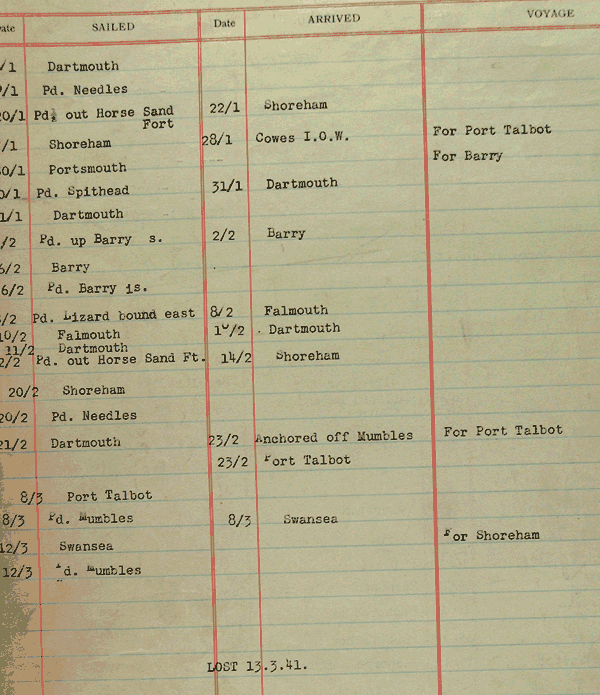 ate SAILED Date ARRIVED VOYAGE
/1 Dartmouth
/1 Pd. Needles
20/1 Pd. out Horse Sand 22/1 Shoreham
Fort
/1 Shoreham 28/1 Cowes I.O.W. For Port Talbot
30/1 Portsmouth For Barry
0/1 Pd. Spithead 31/1 Dartmouth
1/1 Dartmouth
/2 Pd. up Barry s. 2/2 Barry
6/2 Barry
6/2 Pd. Barry is.
/2 Pd. Lizard bound east 8/2 Falmouth
10/2 Falmouth 10/2 Dartmouth
11/2 Dartmouth
2/2 Pd. out Horse Sand Ft. 14/2 Shoreham
20/2 Shoreham
20/2 Pd. Needles
21/2 Dartmouth 23/2 Anchored off Mumbles For Port Talbot
23/2 Port Talbot
8/3 Port Talbot
8/3 Pd. Mumbles 8/3 Swansea
12/3 Swansea For Shoreham
12/3 Pd. Mumbles
LOST 13.3.41.